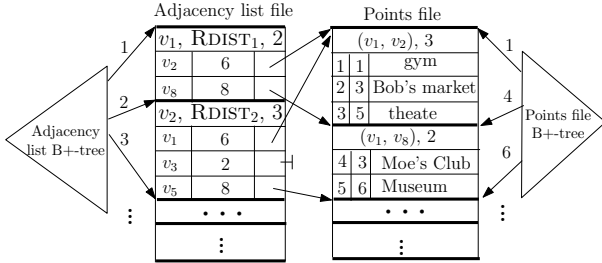 Adjacency list file
Points file
1
v1, RDIST1, 2
v2 6
v8 8
2
v2, RDIST2, 3
3
v1 6
v3 2
v5 8
Adjacency
list B+-tree
(v1, v2), 3
1 1 gym
2 3 Bob's market
3 5 theate
(v1, v8), 2
4 3 Moe's Club
5 6 Museum
1
4
6
Points file
B+-tree